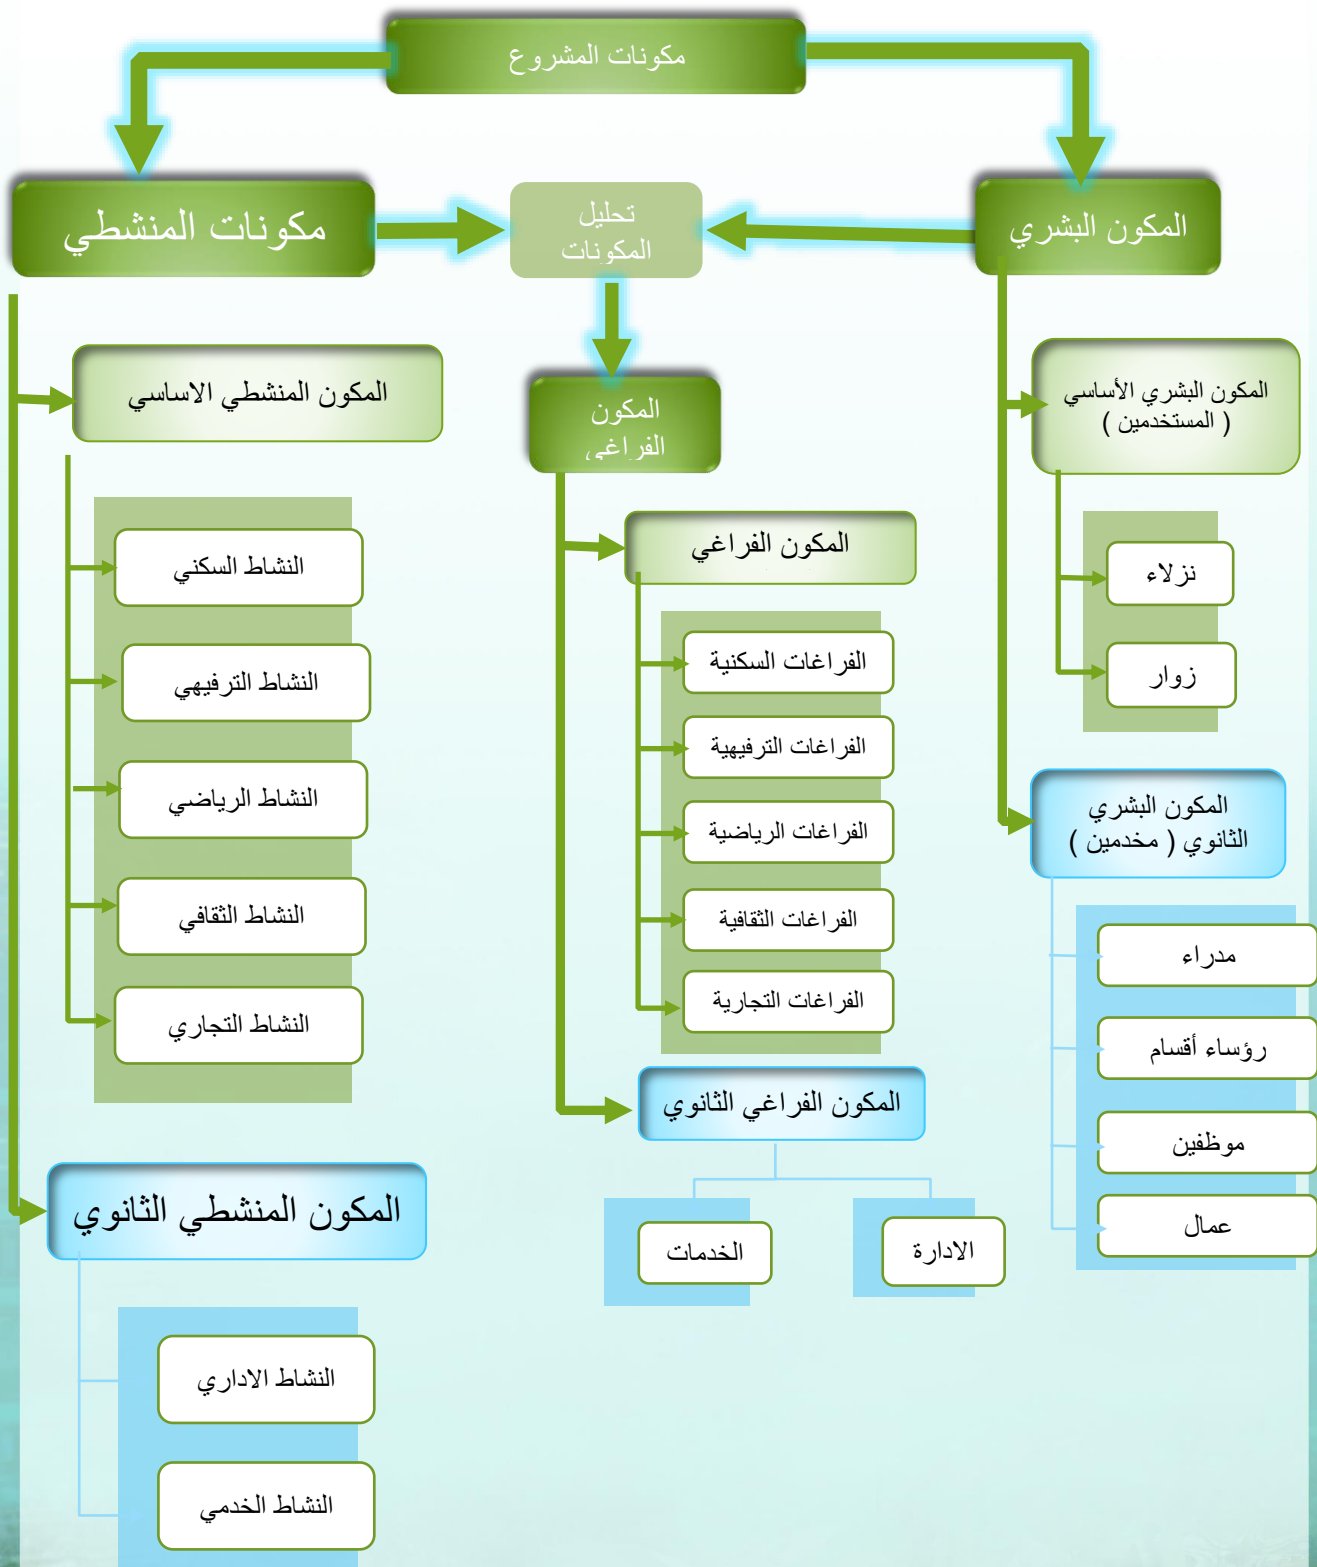 مكونات المشروع
المكون البشري
تحليل
المكونات
مكونات المنشطي
المكون البشري الأساسي
( المستخدمين )
نزلاء
زوار
المكون البشري
الثانوي ( مخدمين )
مدراء
رؤساء أقسام
موظفين
عمال
المكون
الفراغي
المكون الفراغي
الفراغات السكنية
الفراغات الترفيهية
الفراغات الرياضية
الفراغات الثقافية
الفراغات التجارية
المكون الفراغي الثانوي
الادارة
الخدمات
المكون المنشطي الاساسي
النشاط السكني
النشاط الترفيهي
النشاط الرياضي
النشاط الثقافي
النشاط التجاري
المكون المنشطي الثانوي
النشاط الاداري
النشاط الخدمي